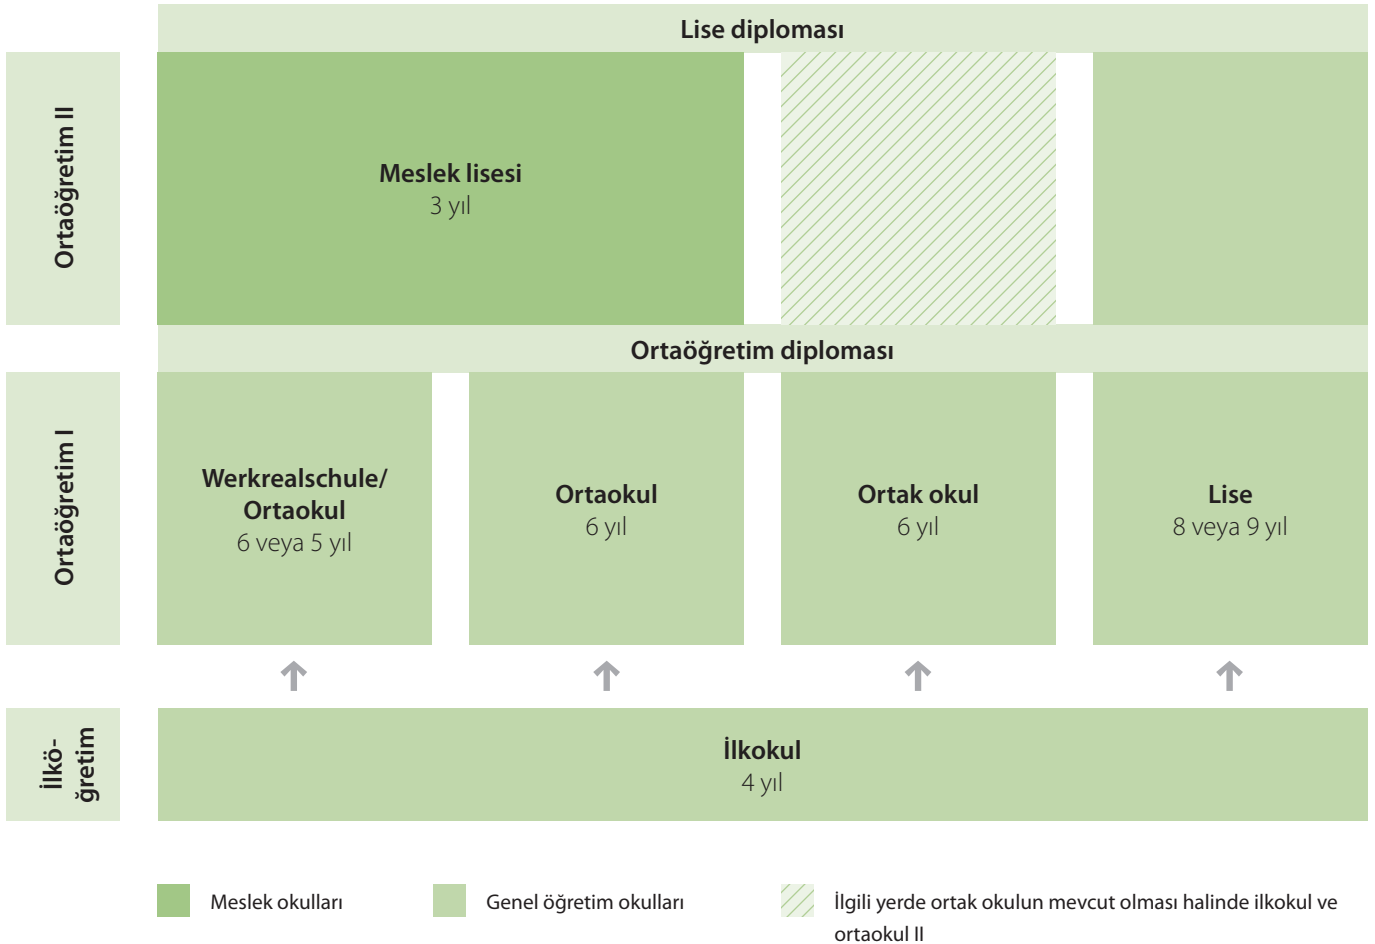 Lise diploması
Ortaöğretim II
Meslek lisesi
3 yıl
Ortaöğretim diploması
Ortaöğretim I
Werkrealschule/
Ortaokul
6 veya 5 yıl
Ortaokul
6 yıl
Ortak okul
6 yıl
Lise
8 veya 9 yıl
İlkö-
ğretim
İlkokul
4 yıl
Meslek okulları
Genel öğretim okulları
İlgili yerde ortak okulun mevcut olması halinde ilkokul ve
ortaokul II